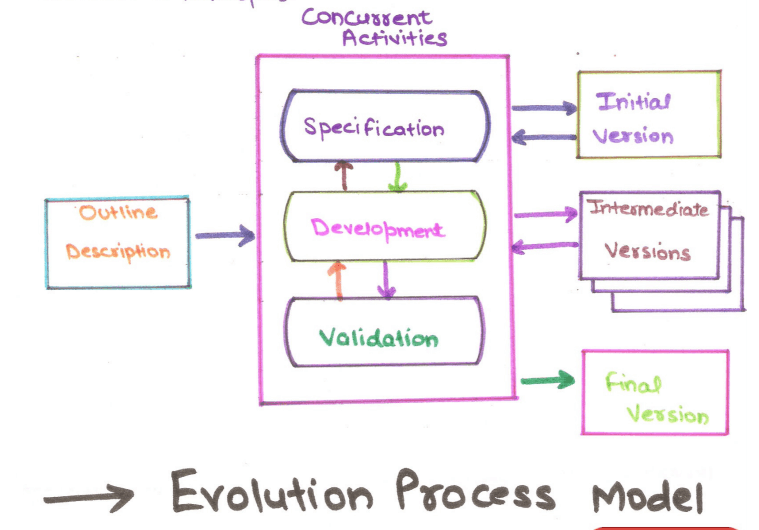 Concurrent
Activities
Specification
Initial
Version
Outline
Description
Development
Intermediate
Versions
Validation
Final
Version
→ Evolution Process Model